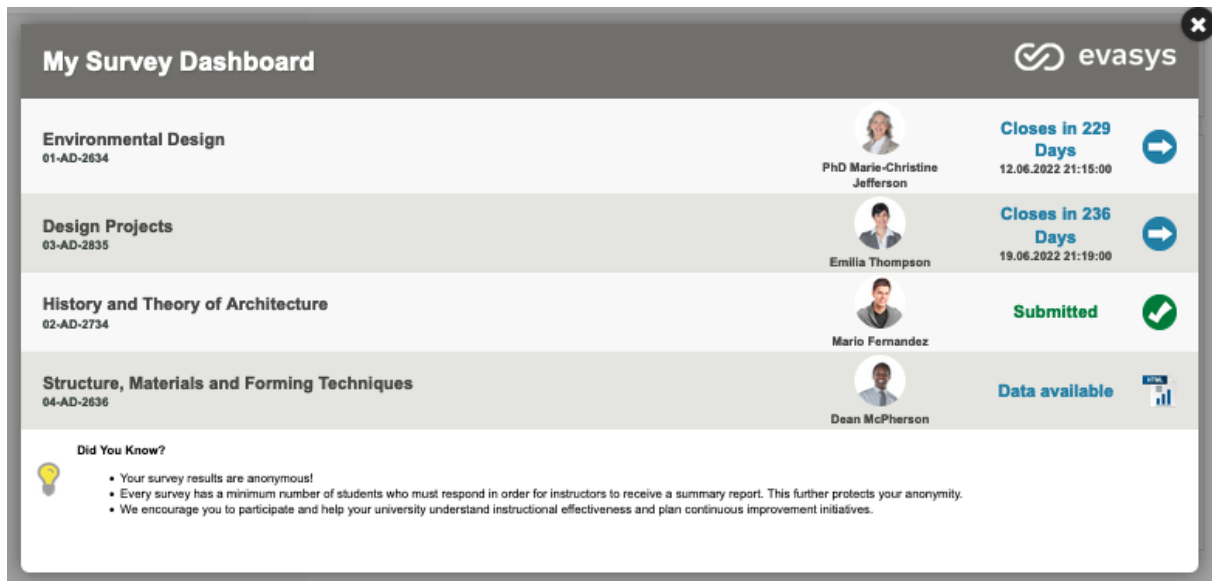 My Survey Dashboard
evasys
Environmental Design
01-AD-2634
PhD Marie-Christine
Jefferson
Closes in 229
Days
12.06.2022 21:15:00
Design Projects
03-AD-2835
Emilia Thompson
Closes in 236
Days
19.06.2022 21:19:00
History and Theory of Architecture
02-AD-2734
Mario Fernandez
Submitted
Structure, Materials and Forming Techniques
04-AD-2636
Dean McPherson
Data available
HTML
Did You Know?
• Your survey results are anonymous!
• Every survey has a minimum number of students who must respond in order for instructors to receive a summary report. This further protects your anonymity.
• We encourage you to participate and help your university understand instructional effectiveness and plan continuous improvement initiatives.